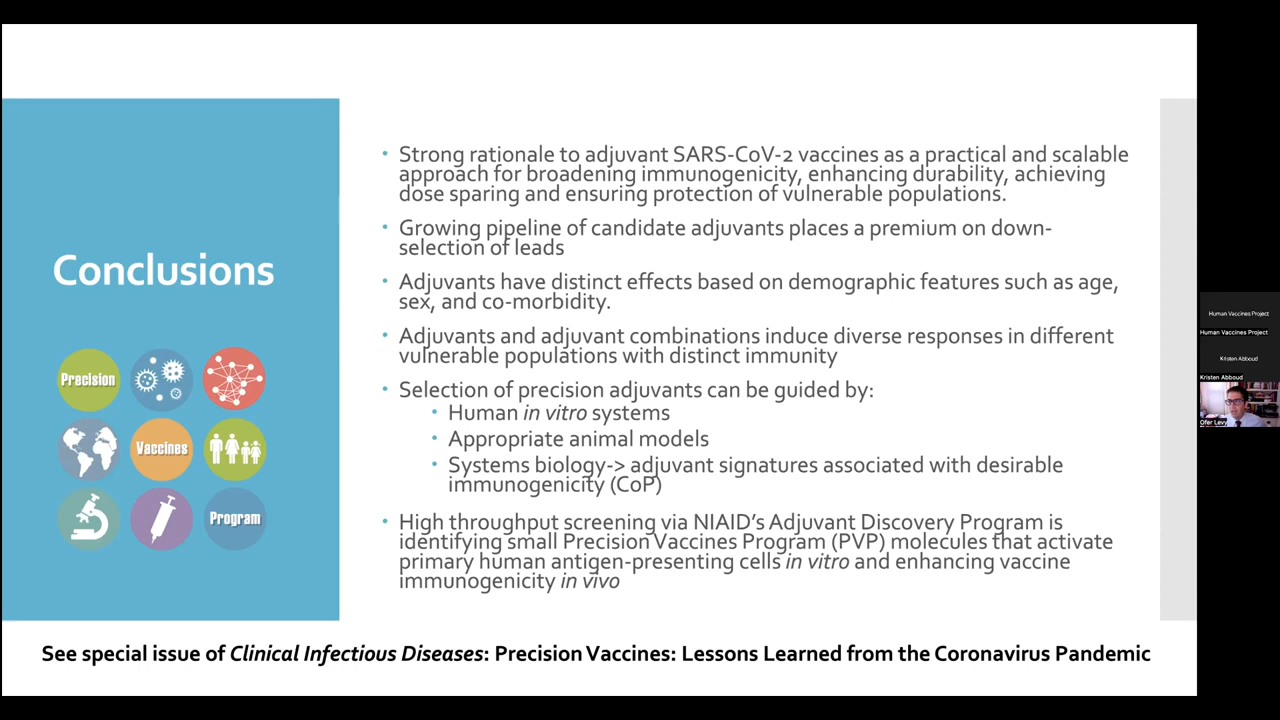 Conclusions
Precision
Vaccines
Program
• Strong rationale to adjuvant SARS-CoV-2 vaccines as a practical and scalable
approach for broadening immunogenicity, enhancing durability, achieving
dose sparing and ensuring protection of vulnerable populations.
• Growing pipeline of candidate adjuvants places a premium on down-
selection of leads
• Adjuvants have distinct effects based on demographic features such as age,
sex, and co-morbidity.
• Adjuvants and adjuvant combinations induce diverse responses in different
vulnerable populations with distinct immunity
• Selection of precision adjuvants can be guided by:
• Human in vitro systems
• Appropriate animal models
• Systems biology-> adjuvant signatures associated with desirable
immunogenicity (CoP)
• High throughput screening via NIAID’s Adjuvant Discovery Program is
identifying small Precision Vaccines Program (PVP) molecules that activate
primary human antigen-presenting cells in vitro and enhancing vaccine
immunogenicity in vivo
See special issue of Clinical Infectious Diseases: Precision Vaccines: Lessons Learned from the Coronavirus Pandemic
Human Vaccines Project
Human Vaccines Project
Kristen Abboud
Kristen Abboud
Ofer Levy